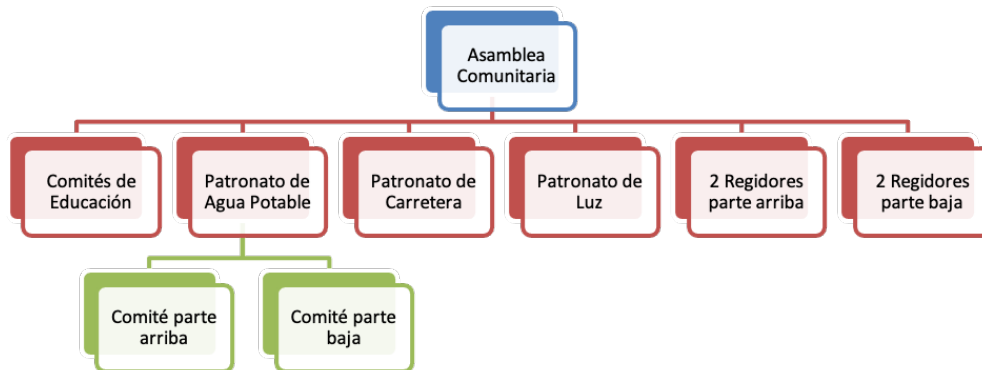 Asamblea
Comunitaria
Comités de
Educación
Patronato de
Agua Potable
Patronato de
Carretera
Patronato de
Luz
2 Regidores
parte arriba
2 Regidores
parte baja
Comité parte
arriba
Comité parte
baja